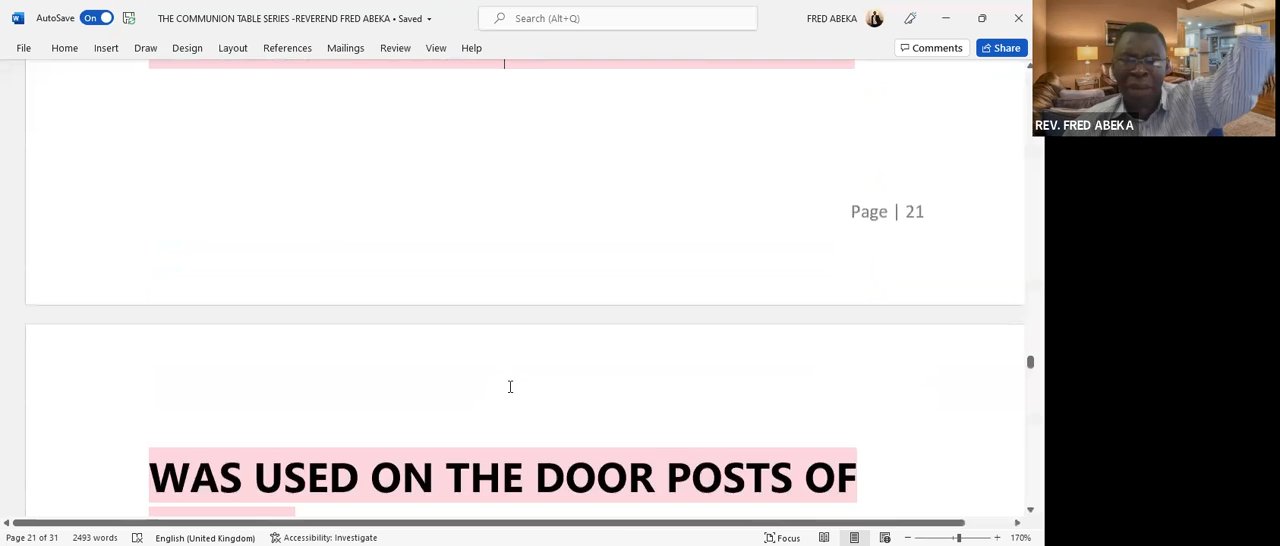 AutoSave On THE COMMUNION TABLE SERIES -REVEREND FRED ABEKA • Saved Search (Alt+Q) FRED ABEKA
File Home Insert Draw Design Layout References Mailings Review View Help Comments Share
REV. FRED ABEKA
Page | 21
WAS USED ON THE DOOR POSTS OF
Page 21 of 31 2493 words English (United Kingdom) Accessibility: Investigate Focus 170%